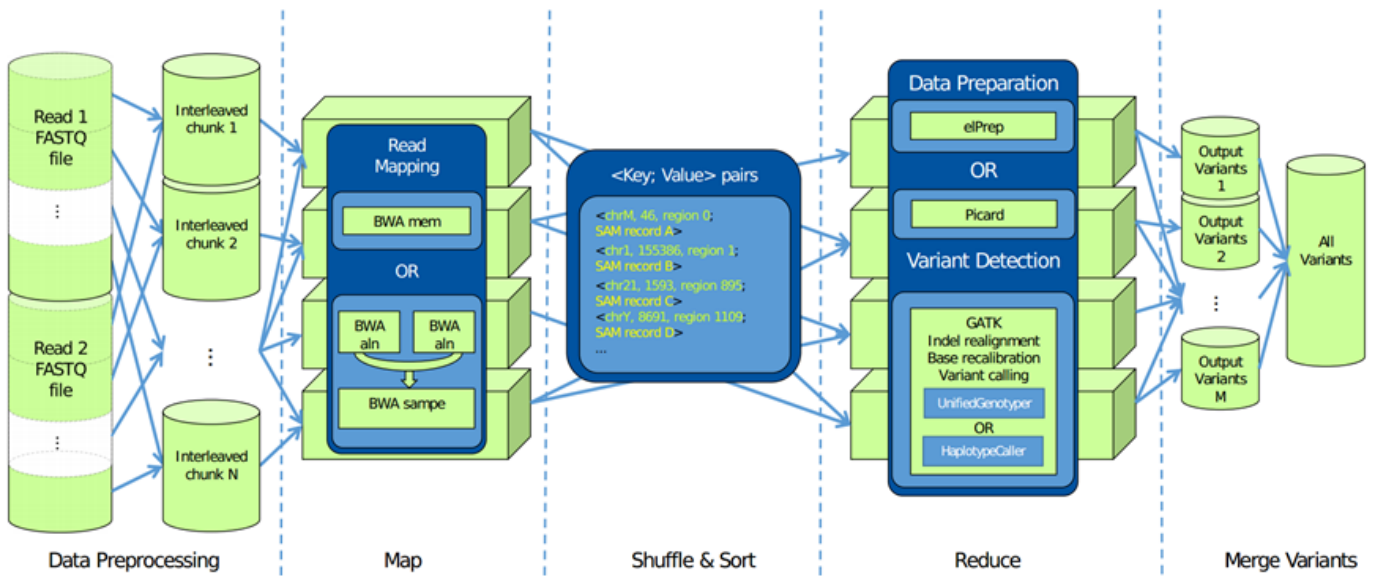 Read 1
FASTQ
file
⋮
Read 2
FASTQ
file
⋮
Interleaved
chunk 1
Interleaved
chunk 2
⋮
Interleaved
chunk N
Data Preprocessing
Read
Mapping
BWA mem
OR
BWA
aln
BWA
aln
BWA sampe
Map
<Key; Value> pairs
<chrM, 46, region 0;
SAM record A>
<chr1, 155386, region 1;
SAM record B>
<chr21, 1593, region 895;
SAM record C>
<chrY, 8691, region 1109;
SAM record D>
...
Shuffle & Sort
Data Preparation
elPrep
OR
Picard
Variant Detection
GATK
Indel realignment
Base recalibration
Variant calling
UnifiedGenotyper
OR
HaplotypeCaller
Reduce
Output
Variants
1
Output
Variants
2
⋮
Output
Variants
M
All
Variants
Merge Variants